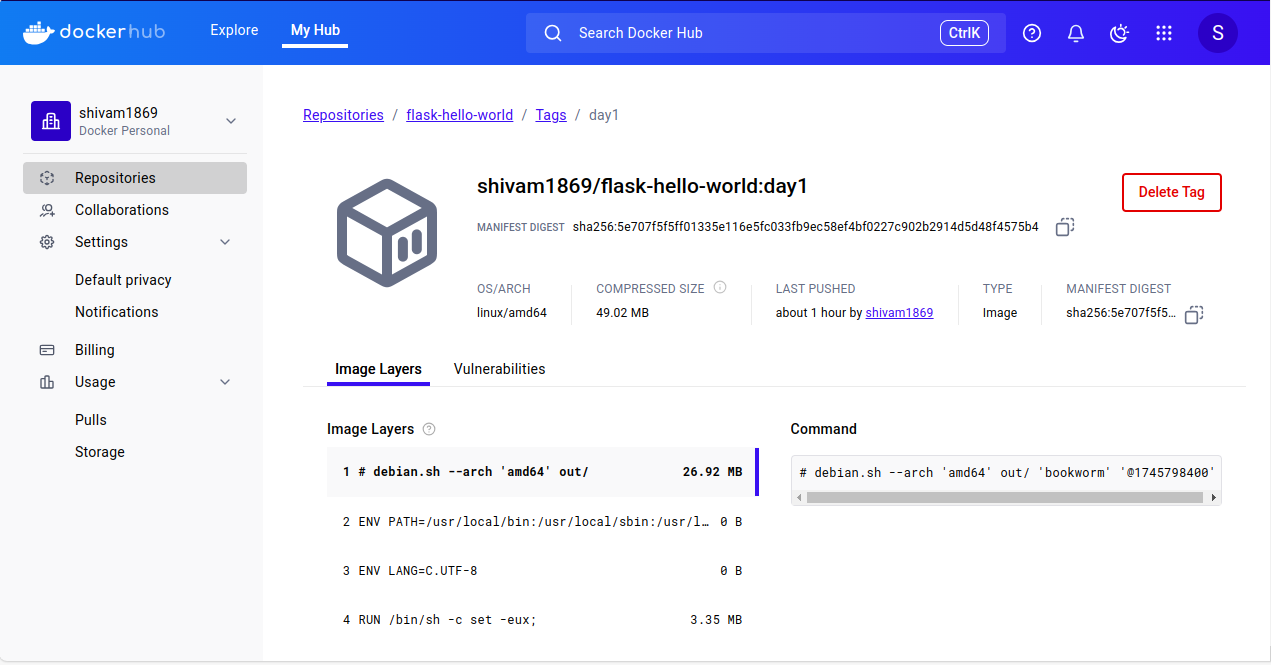 dockerhub
Explore
My Hub
Search Docker Hub
CtrlK
S
shivam1869
Docker Personal
Repositories
Collaborations
Settings
Default privacy
Notifications
Billing
Usage
Pulls
Storage
Repositories / flask-hello-world / Tags / day1
shivam1869/flask-hello-world:day1
Delete Tag
MANIFEST DIGEST sha256:5e707f5f5ff01335e116e5fc033fb9ec58ef4bf0227c902b2914d5d48f4575b4
OS/ARCH
linux/amd64
COMPRESSED SIZE
49.02 MB
LAST PUSHED
about 1 hour by shivam1869
TYPE
Image
MANIFEST DIGEST
sha256:5e707f5f5…
Image Layers
Vulnerabilities
Image Layers
1 # debian.sh --arch 'amd64' out/ 26.92 MB
2 ENV PATH=/usr/local/bin:/usr/local/sbin:/usr/l… 0 B
3 ENV LANG=C.UTF-8 0 B
4 RUN /bin/sh -c set -eux; 3.35 MB
Command
# debian.sh --arch 'amd64' out/ 'bookworm' '@1745798400'